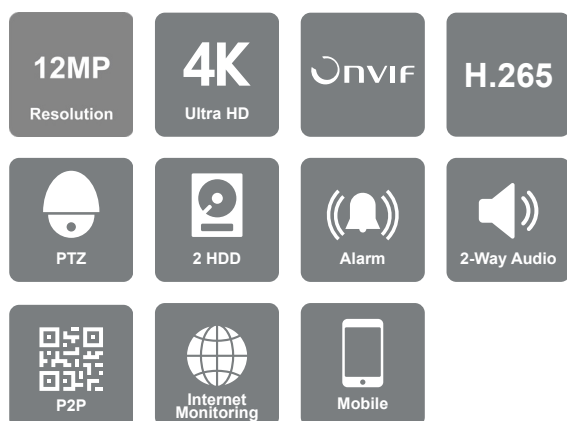 12MP
Resolution
4K
Ultra HD
ONVIF
H.265
PTZ
2 HDD
Alarm
2-Way Audio
P2P
Internet
Monitoring
Mobile